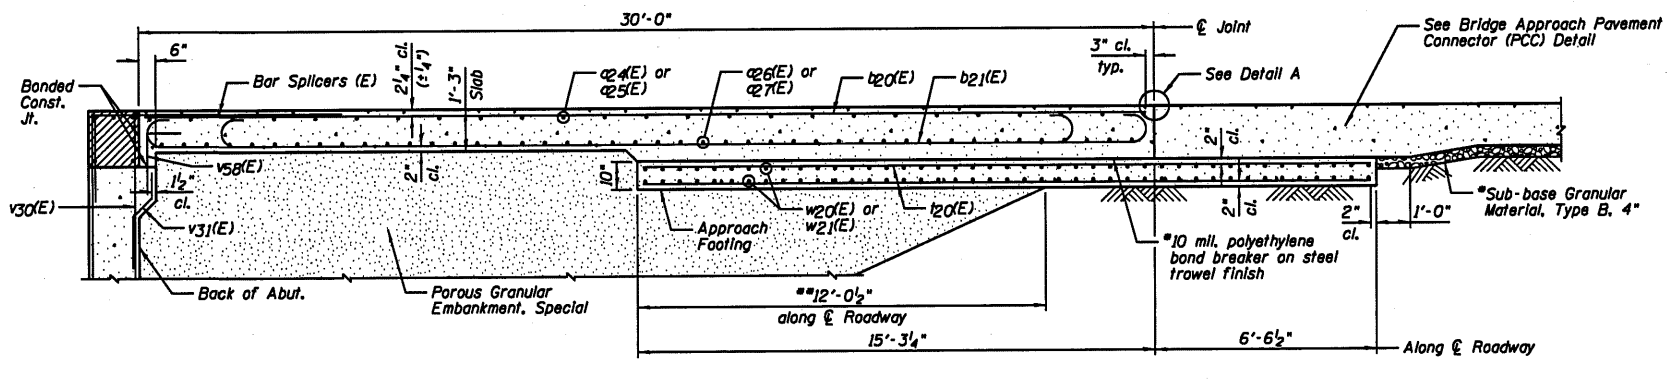 30'-0"
℄ Joint
See Bridge Approach Pavement
Connector (PCC) Detail
6"
Bonded
Const.
Jt.
Bar Splicers (E)
2¼" cl.
(±¼")
1'-3"
Slab
a24(E) or
a25(E)
a26(E) or
a27(E)
b20(E)
b21(E)
3" cl.
typ.
See Detail A
v58(E)
1½"
cl.
v30(E)
v31(E)
2"
cl.
10"
Approach
Footing
w20(E) or
w21(E)
t20(E)
2"
cl.
2"
cl.
2"
cl.
1'-0"
*Sub-base Granular
Material, Type B, 4"
*10 mil. polyethylene
bond breaker on steel
trowel finish
Back of Abut.
Porous Granular
Embankment, Special
**12'-0½"
along ℄ Roadway
15'-3¼"
6'-6½"
Along ℄ Roadway